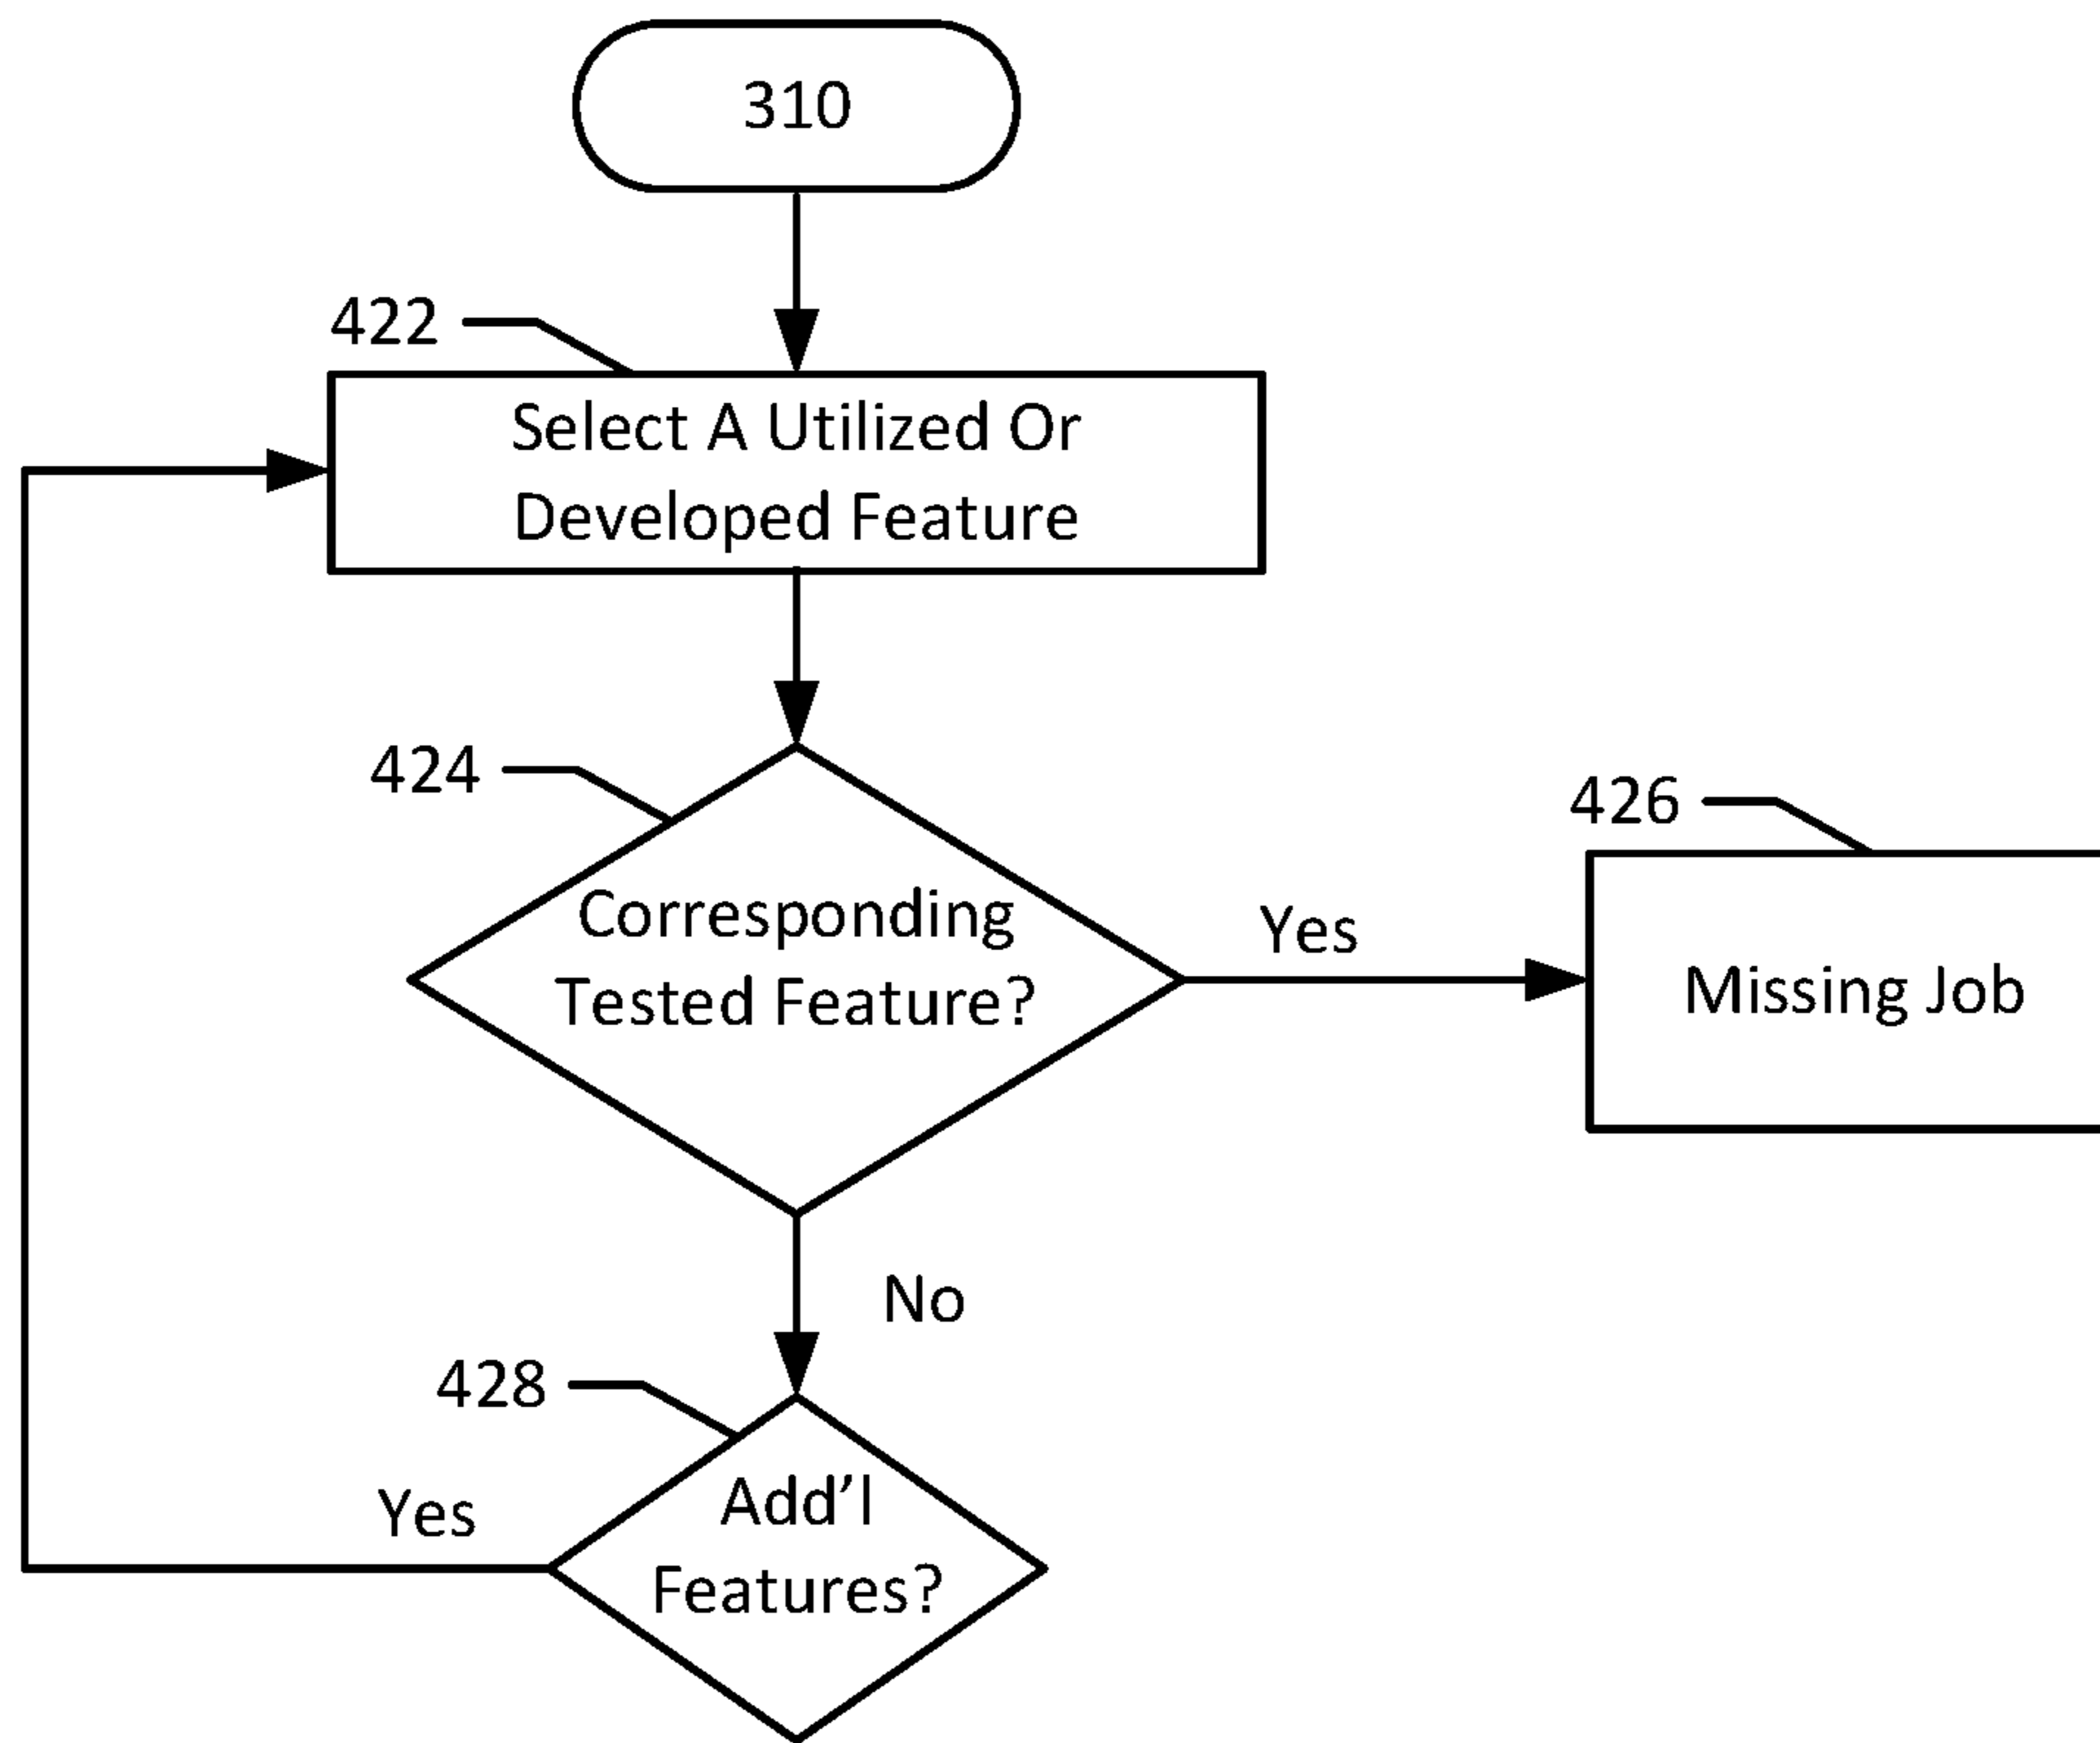 310
422
Select A Utilized Or
Developed Feature
424
Corresponding
Tested Feature?
Yes
426
Missing Job
No
428
Add’l
Features?
Yes